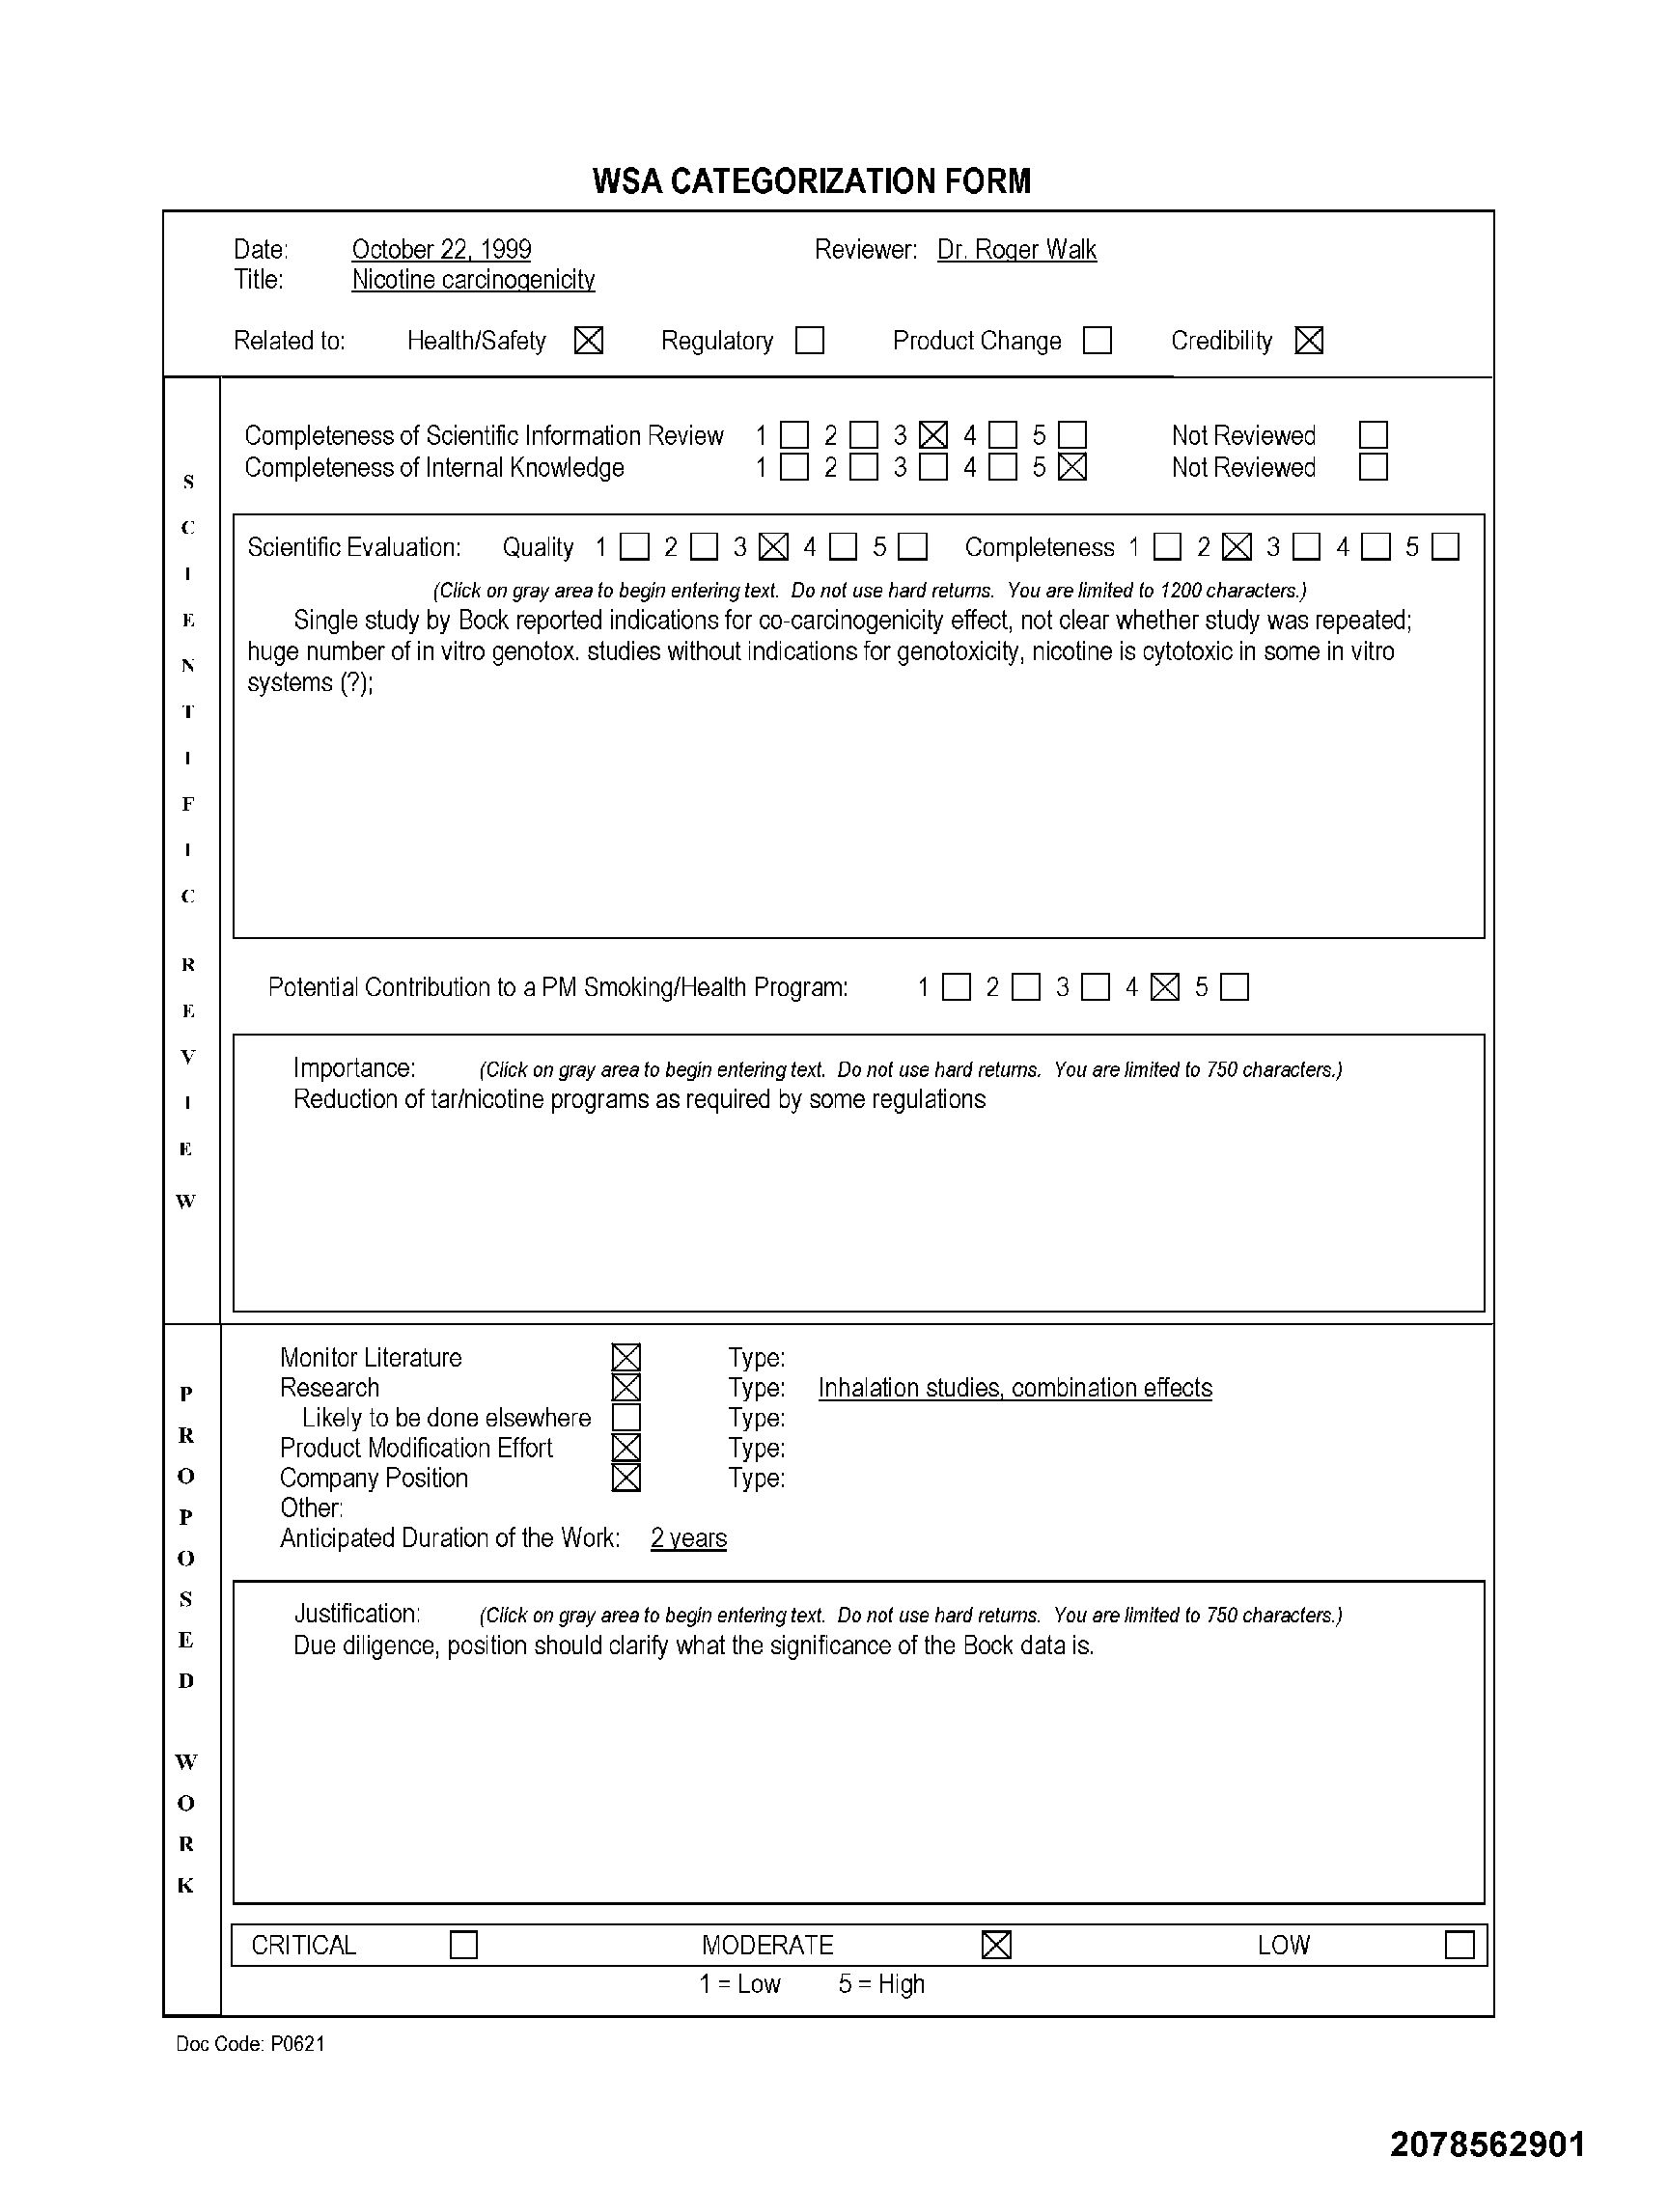 WSA CATEGORIZATION FORM
Date: October 22, 1999 Reviewer: Dr. Roger Walk
Title: Nicotine carcinogenicity
Related to: Health/Safety ☒ Regulatory ☐ Product Change ☐ Credibility ☒
SCIENTIFIC REVIEW
Completeness of Scientific Information Review 1 ☐ 2 ☐ 3 ☒ 4 ☐ 5 ☐ Not Reviewed ☐
Completeness of Internal Knowledge 1 ☐ 2 ☐ 3 ☐ 4 ☐ 5 ☒ Not Reviewed ☐
Scientific Evaluation: Quality 1 ☐ 2 ☐ 3 ☒ 4 ☐ 5 ☐ Completeness 1 ☐ 2 ☒ 3 ☐ 4 ☐ 5 ☐
(Click on gray area to begin entering text. Do not use hard returns. You are limited to 1200 characters.)
Single study by Bock reported indications for co-carcinogenicity effect, not clear whether study was repeated;
huge number of in vitro genotox. studies without indications for genotoxicity, nicotine is cytotoxic in some in vitro
systems (?);
Potential Contribution to a PM Smoking/Health Program: 1 ☐ 2 ☐ 3 ☐ 4 ☒ 5 ☐
Importance: (Click on gray area to begin entering text. Do not use hard returns. You are limited to 750 characters.)
Reduction of tar/nicotine programs as required by some regulations
PROPOSED WORK
Monitor Literature ☒ Type:
Research ☒ Type: Inhalation studies, combination effects
Likely to be done elsewhere ☐ Type:
Product Modification Effort ☒ Type:
Company Position ☒ Type:
Other:
Anticipated Duration of the Work: 2 years
Justification: (Click on gray area to begin entering text. Do not use hard returns. You are limited to 750 characters.)
Due diligence, position should clarify what the significance of the Bock data is.
CRITICAL ☐ MODERATE ☒ LOW ☐
1 = Low 5 = High
Doc Code: P0621
2078562901